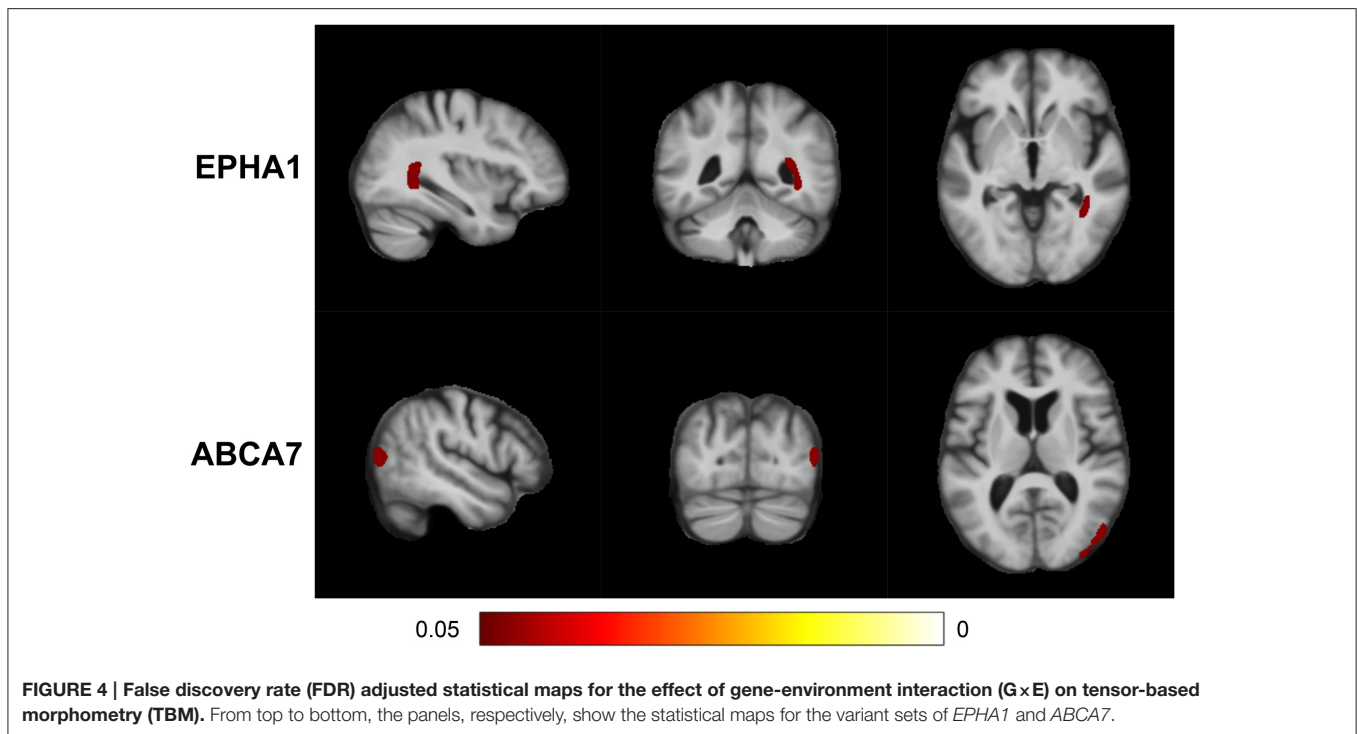 EPHA1
ABCA7
0.05
0
FIGURE 4 | False discovery rate (FDR) adjusted statistical maps for the effect of gene-environment interaction (G×E) on tensor-based
morphometry (TBM). From top to bottom, the panels, respectively, show the statistical maps for the variant sets of EPHA1 and ABCA7.